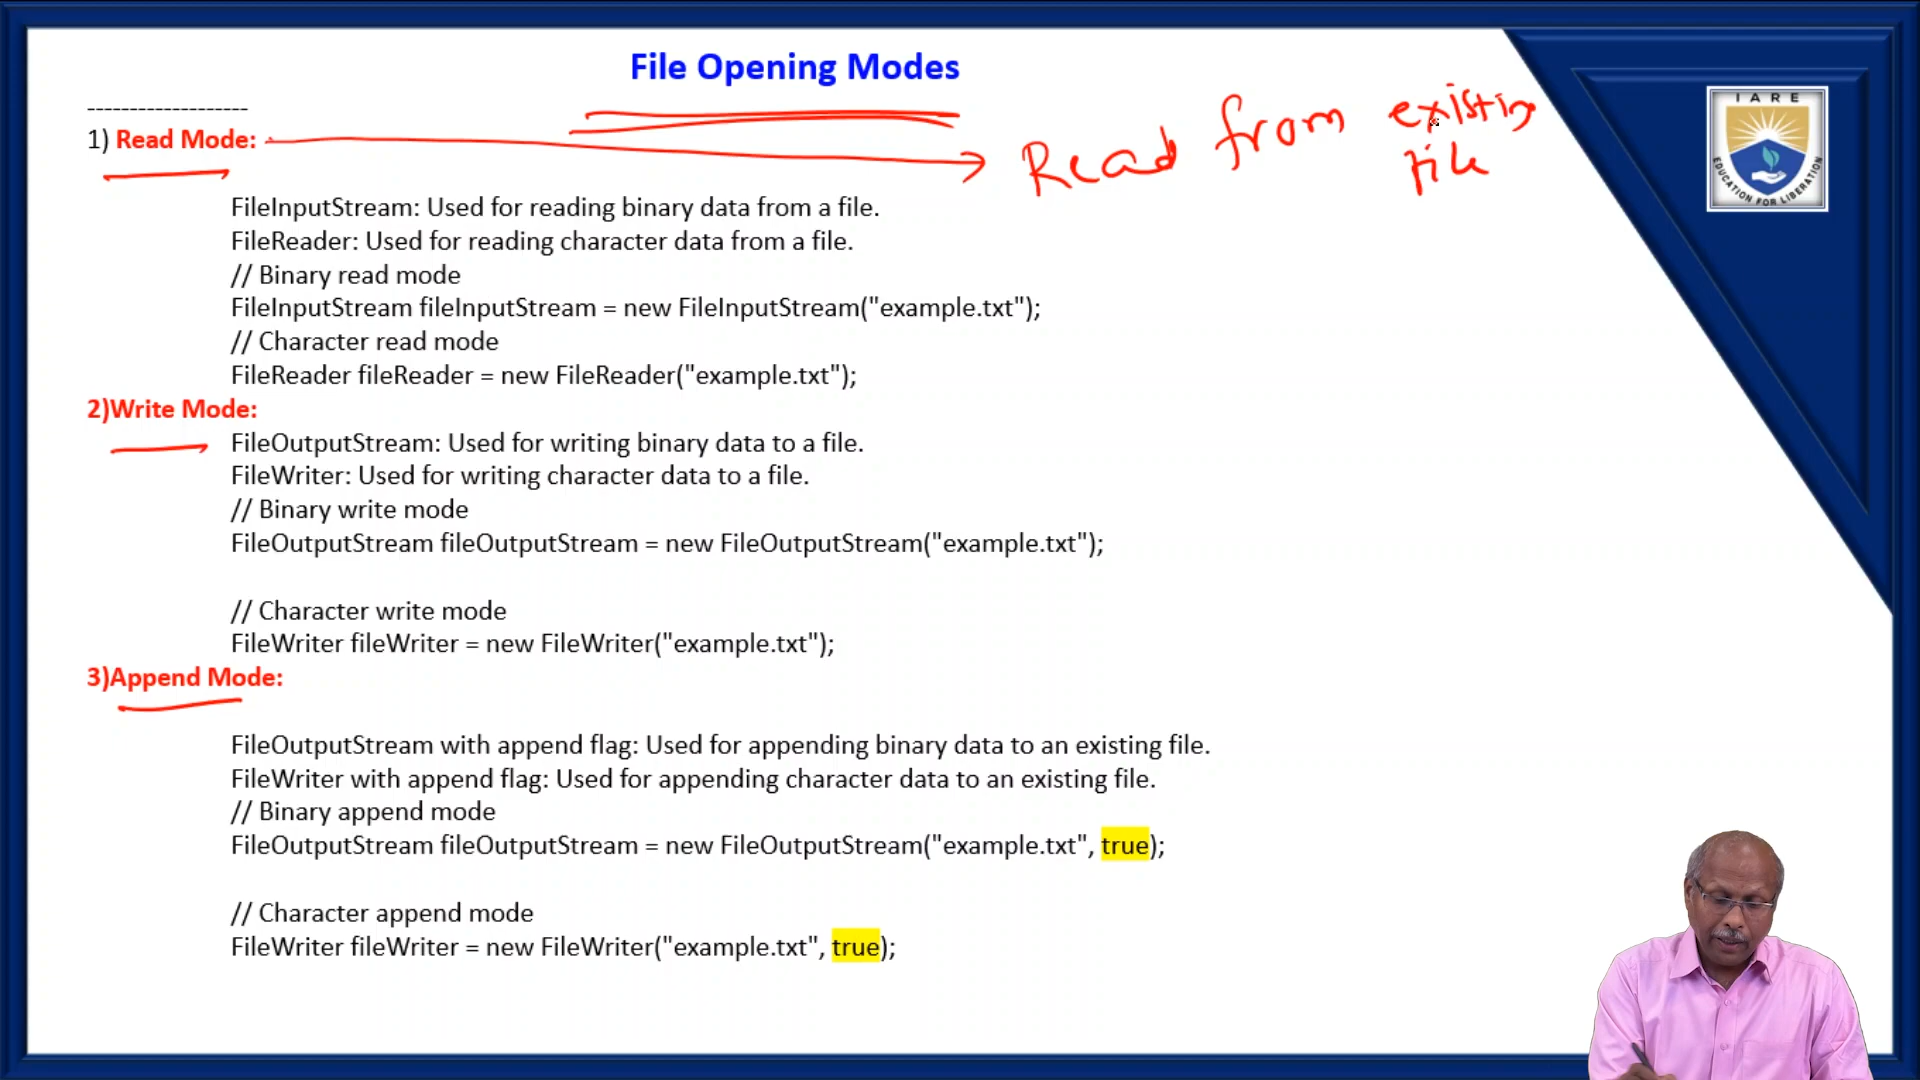 File Opening Modes
-------------------
1) Read Mode:
Read from existing
file
IARE
EDUCATION FOR LIBERATION
FileInputStream: Used for reading binary data from a file.
FileReader: Used for reading character data from a file.
// Binary read mode
FileInputStream fileInputStream = new FileInputStream("example.txt");
// Character read mode
FileReader fileReader = new FileReader("example.txt");
2)Write Mode:
FileOutputStream: Used for writing binary data to a file.
FileWriter: Used for writing character data to a file.
// Binary write mode
FileOutputStream fileOutputStream = new FileOutputStream("example.txt");
// Character write mode
FileWriter fileWriter = new FileWriter("example.txt");
3)Append Mode:
FileOutputStream with append flag: Used for appending binary data to an existing file.
FileWriter with append flag: Used for appending character data to an existing file.
// Binary append mode
FileOutputStream fileOutputStream = new FileOutputStream("example.txt", true);
// Character append mode
FileWriter fileWriter = new FileWriter("example.txt", true);